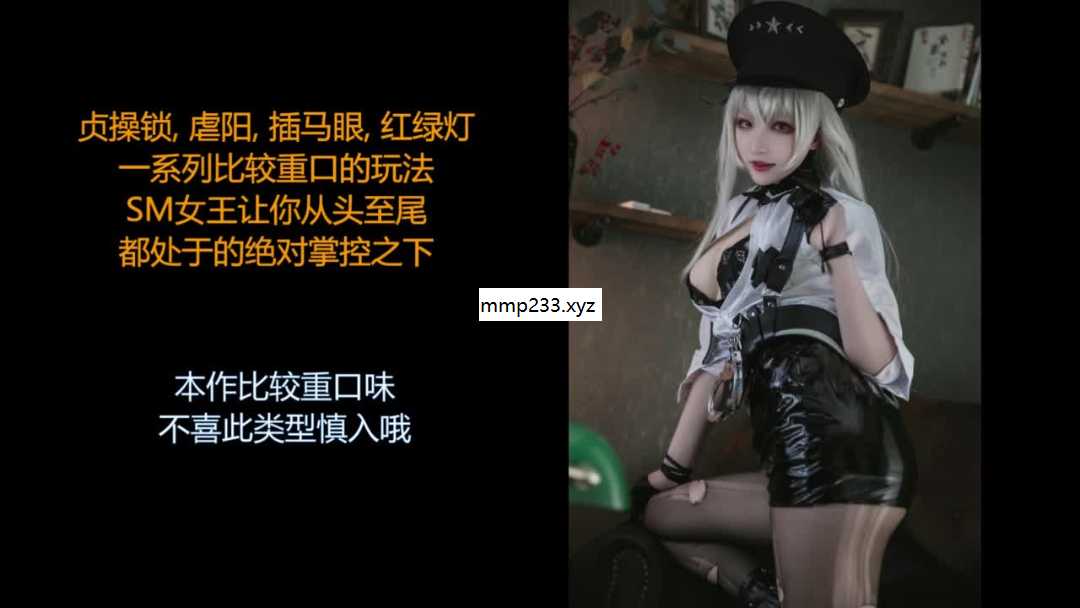 贞操锁, 虐阳, 插马眼, 红绿灯
一系列比较重口的玩法
SM女王让你从头至尾
都处于的绝对掌控之下
mmp233.xyz
本作比较重口味
不喜此类型慎入哦